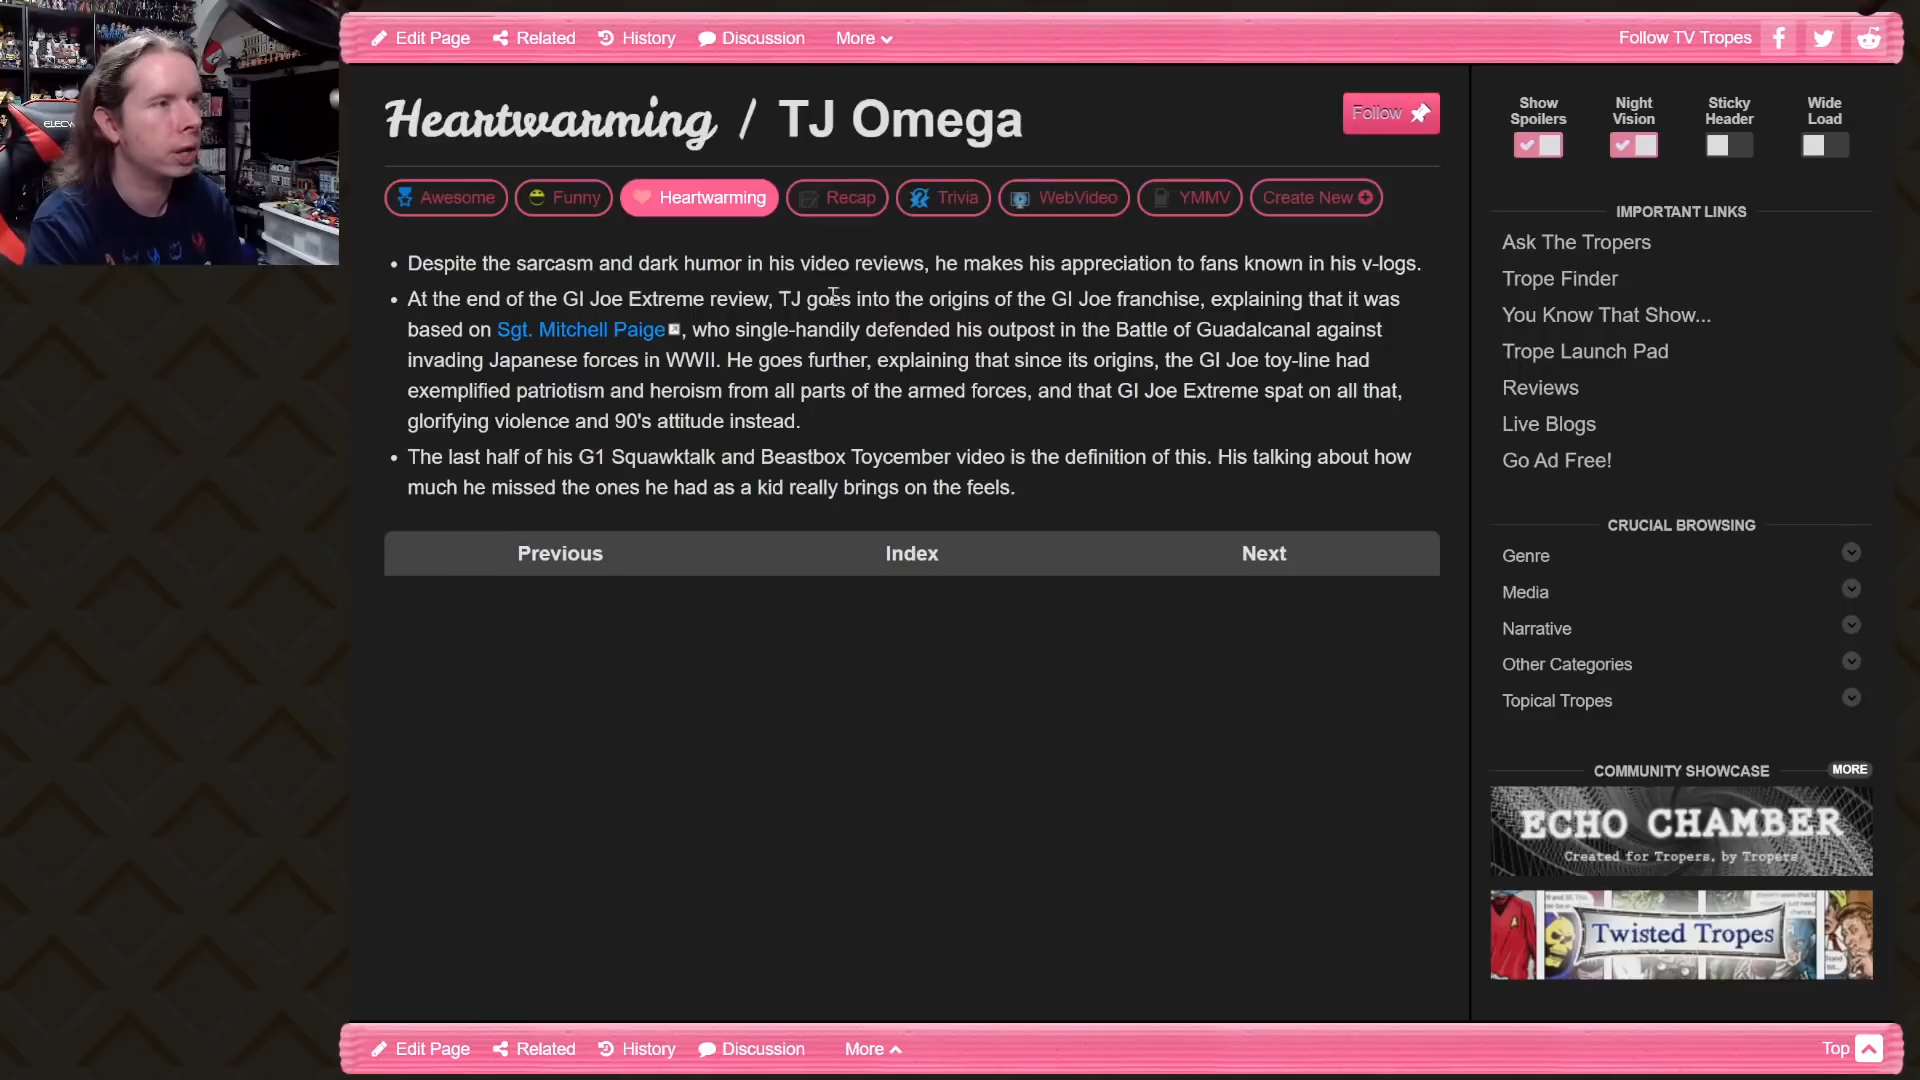 Edit Page Related History Discussion More Follow TV Tropes
Heartwarming / TJ Omega
Follow
Show Spoilers Night Vision Sticky Header Wide Load
Awesome Funny Heartwarming Recap Trivia WebVideo YMMV Create New
• Despite the sarcasm and dark humor in his video reviews, he makes his appreciation to fans known in his v-logs.
• At the end of the GI Joe Extreme review, TJ goes into the origins of the GI Joe franchise, explaining that it was
based on Sgt. Mitchell Paige, who single-handily defended his outpost in the Battle of Guadalcanal against
invading Japanese forces in WWII. He goes further, explaining that since its origins, the GI Joe toy-line had
exemplified patriotism and heroism from all parts of the armed forces, and that GI Joe Extreme spat on all that,
glorifying violence and 90's attitude instead.
• The last half of his G1 Squawktalk and Beastbox Toycember video is the definition of this. His talking about how
much he missed the ones he had as a kid really brings on the feels.
Previous Index Next
IMPORTANT LINKS
Ask The Tropers
Trope Finder
You Know That Show...
Trope Launch Pad
Reviews
Live Blogs
Go Ad Free!
CRUCIAL BROWSING
Genre
Media
Narrative
Other Categories
Topical Tropes
COMMUNITY SHOWCASE MORE
ECHO CHAMBER
Created for Tropers, by Tropers
Twisted Tropes
Edit Page Related History Discussion More Top